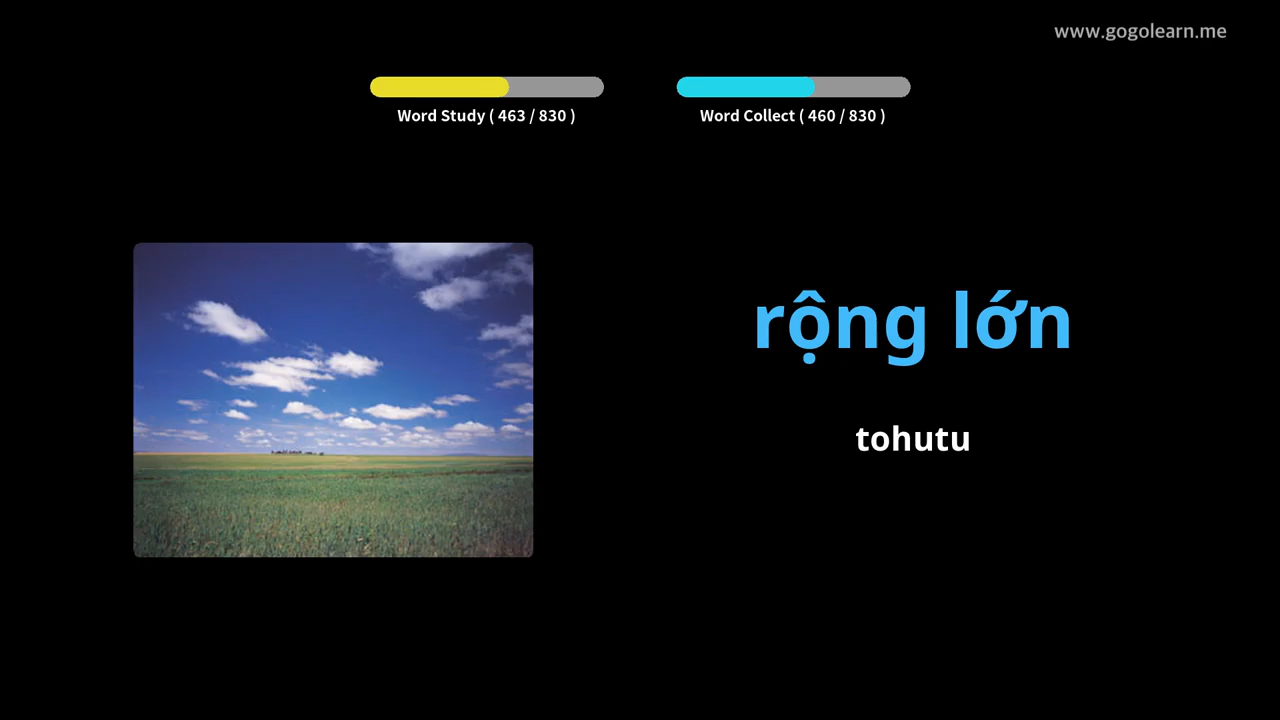 www.gogolearn.me
Word Study ( 463 / 830 )
Word Collect ( 460 / 830 )
rộng lớn
tohutu